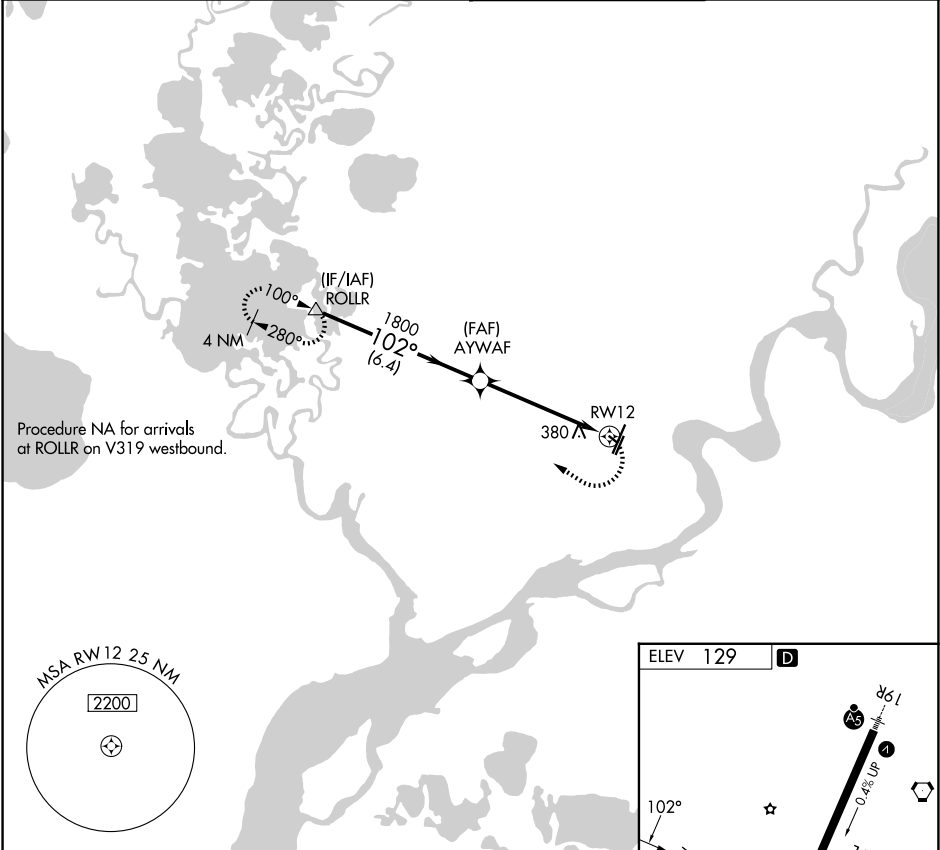 (IF/IAF)
ROLLR
100°
280°
4 NM
1800
102°
(6.4)
(FAF)
AYWAF
RW12
380
Procedure NA for arrivals
at ROLLR on V319 westbound.
MSA RW12 25 NM
2200
ELEV 129 D
19R
A5
0.4% UP
102°